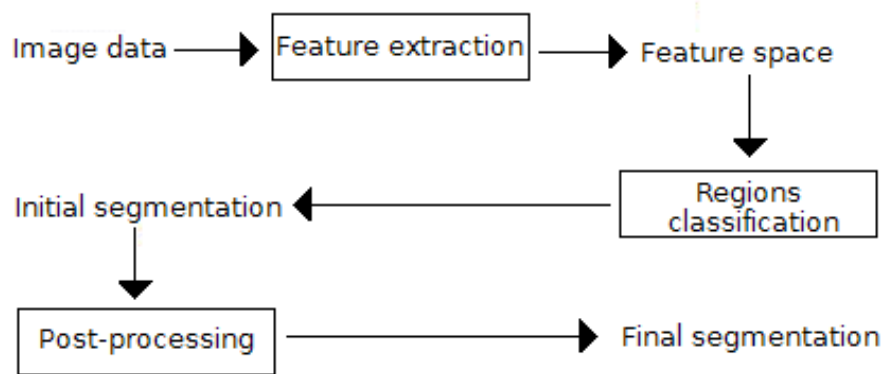 Image data
Feature extraction
Feature space
Regions
classification
Initial segmentation
Post-processing
Final segmentation